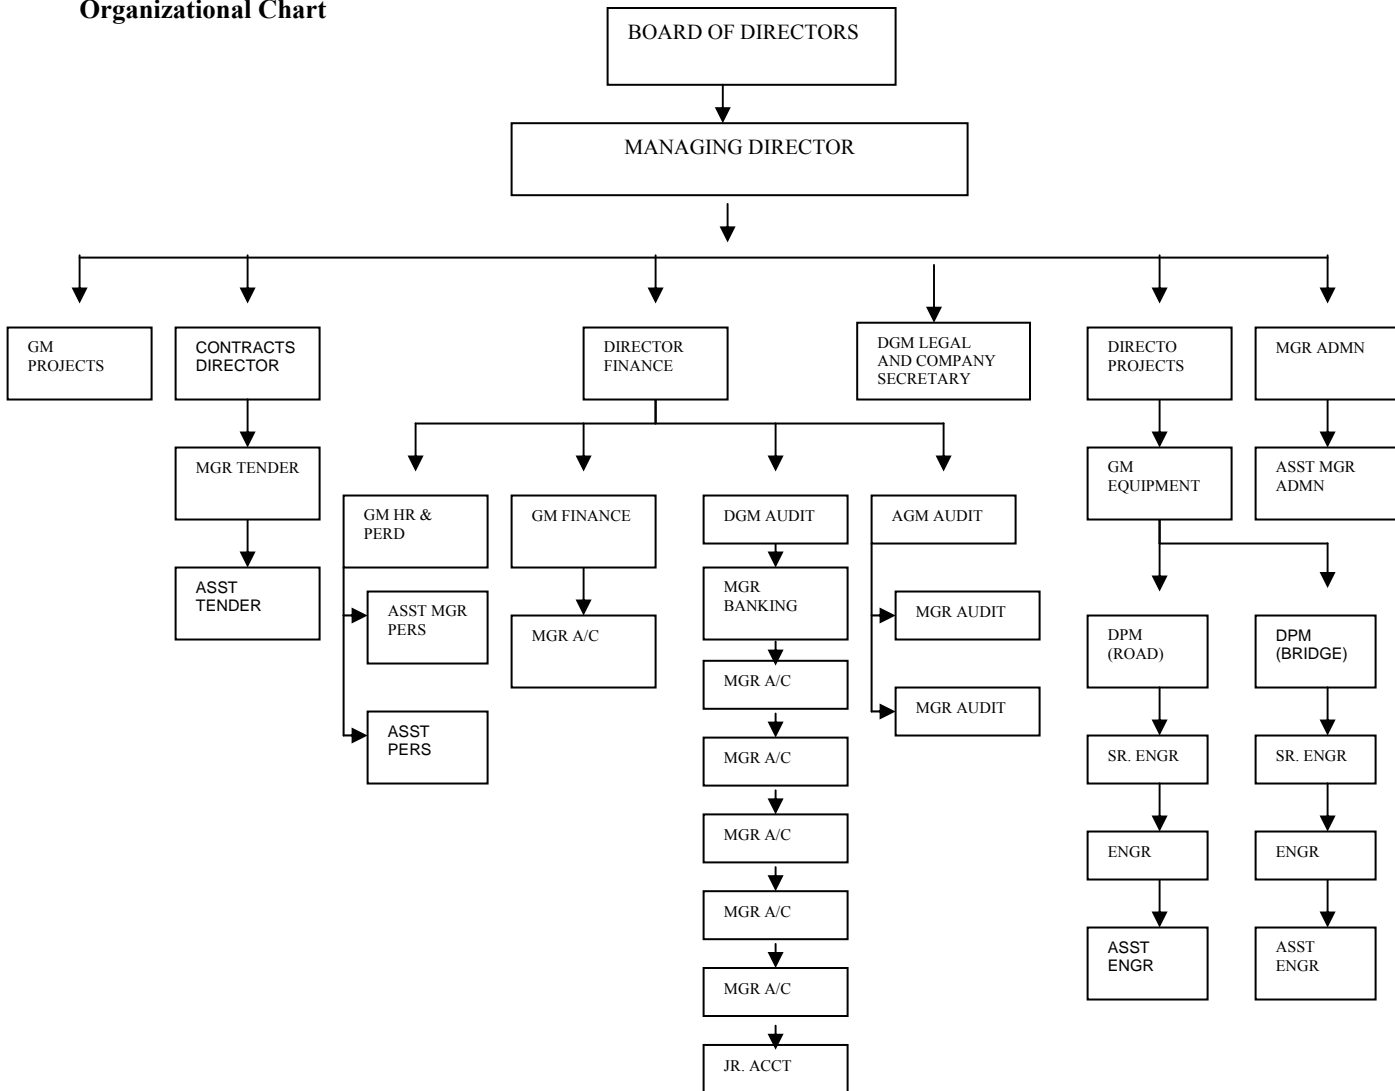 Organizational Chart
BOARD OF DIRECTORS
MANAGING DIRECTOR
GM
PROJECTS
CONTRACTS
DIRECTOR
DIRECTOR
FINANCE
DGM LEGAL
AND COMPANY
SECRETARY
DIRECTO
PROJECTS
MGR ADMN
MGR TENDER
GM
EQUIPMENT
ASST MGR
ADMN
GM HR &
PERD
GM FINANCE
DGM AUDIT
AGM AUDIT
ASST
TENDER
MGR
BANKING
ASST MGR
PERS
MGR A/C
MGR AUDIT
DPM
(ROAD)
DPM
(BRIDGE)
MGR A/C
MGR AUDIT
ASST
PERS
MGR A/C
SR. ENGR
SR. ENGR
MGR A/C
ENGR
ENGR
MGR A/C
ASST
ENGR
ASST
ENGR
MGR A/C
JR. ACCT